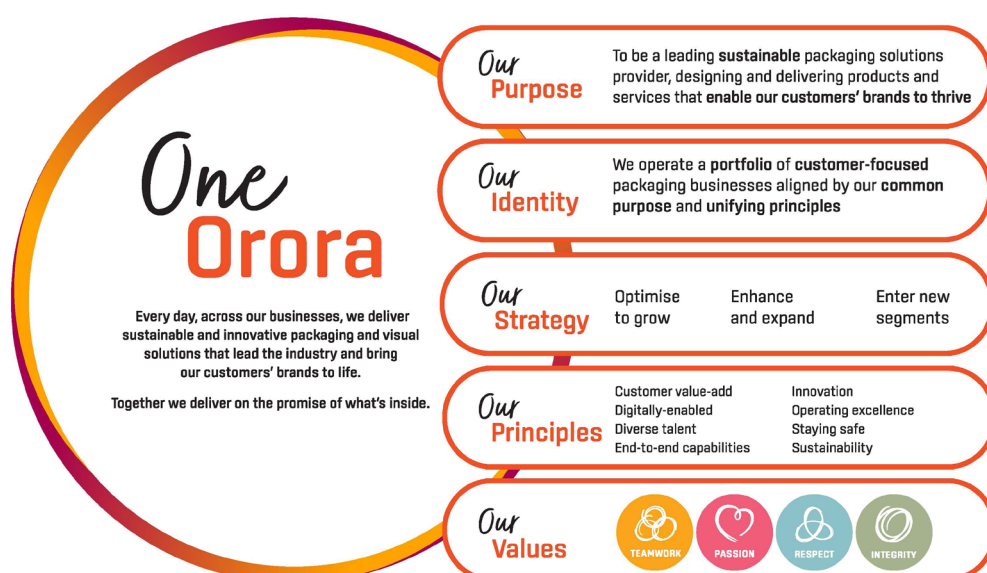 One
Orora
Every day, across our businesses, we deliver
sustainable and innovative packaging and visual
solutions that lead the industry and bring
our customers' brands to life.
Together we deliver on the promise of what's inside.
Our
Purpose
To be a leading sustainable packaging solutions
provider, designing and delivering products and
services that enable our customers' brands to thrive
Our
Identity
We operate a portfolio of customer-focused
packaging businesses aligned by our common
purpose and unifying principles
Our
Strategy
Optimise
to grow
Enhance
and expand
Enter new
segments
Our
Principles
Customer value-add
Digitally-enabled
Diverse talent
End-to-end capabilities
Innovation
Operating excellence
Staying safe
Sustainability
Our
Values
TEAMWORK
PASSION
RESPECT
INTEGRITY